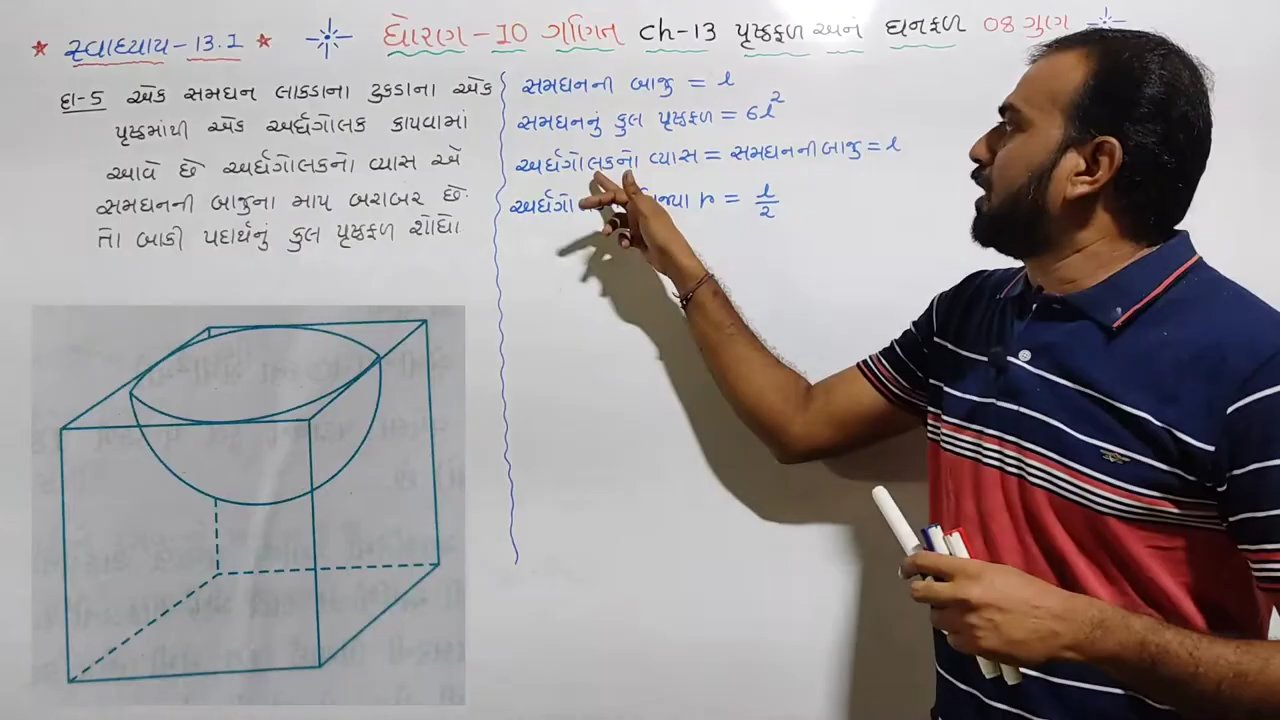 ★ સ્વાધ્યાય-13.1 ★ ધોરણ-10 ગણિત ch-13 પૃષ્ઠફળ અને ઘનફળ 08 ગુણ
દા-5 એક સમઘન લાકડાના ટુકડાના એક
પૃષ્ઠમાંથી એક અર્ધગોલક કાપવામાં
આવે છે અર્ધગોલકનો વ્યાસ એ
સમઘનની બાજુના માપ બરાબર છે.
તો બાકી પદાર્થનું કુલ પૃષ્ઠફળ શોધો
સમઘનની બાજુ = l
સમઘનનું કુલ પૃષ્ઠફળ = 6l²
અર્ધગોલકનો વ્યાસ = સમઘનની બાજુ = l
r = l/2